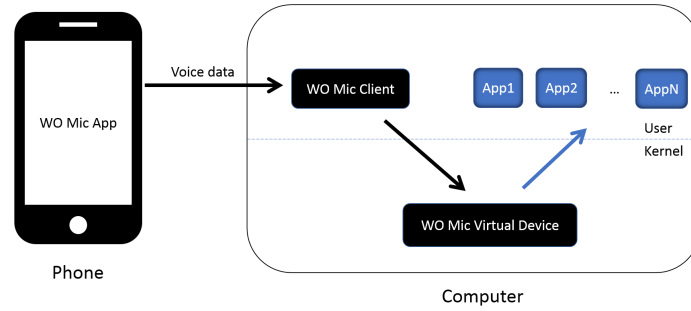 WO Mic App
Phone
Voice data
WO Mic Client
App1
App2
...
AppN
User
Kernel
WO Mic Virtual Device
Computer